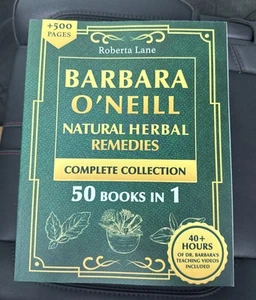 +500
PAGES
Roberta Lane
BARBARA
O'NEILL
NATURAL HERBAL
REMEDIES
COMPLETE COLLECTION
50 BOOKS IN 1
40+
HOURS
OF DR. BARBARA'S
TEACHING VIDEOS
INCLUDED